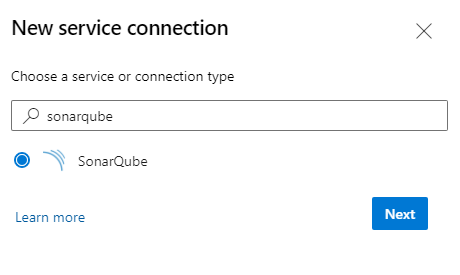 New service connection
Choose a service or connection type
sonarqube
SonarQube
Learn more
Next